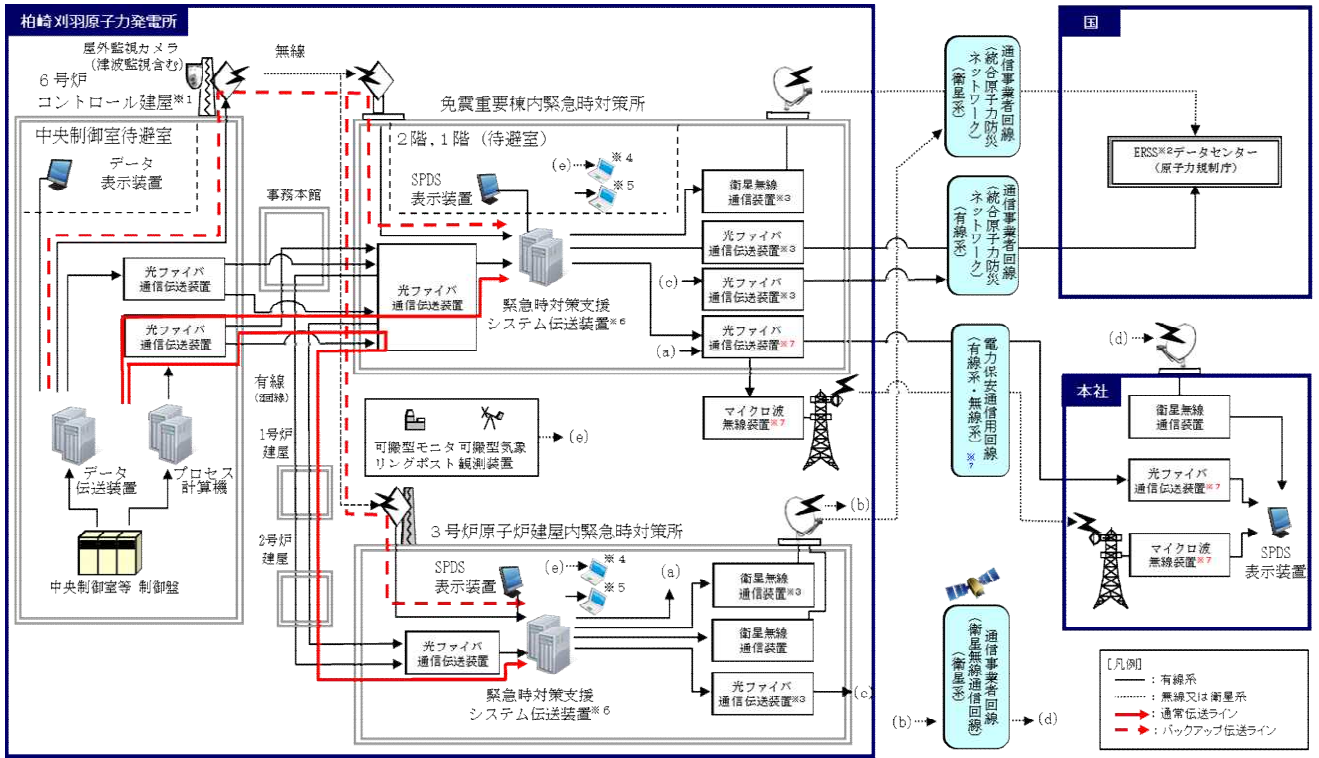 柏崎刈羽原子力発電所
屋外監視カメラ
(津波監視含む)
無線
6号炉
コントロール建屋※1
中央制御室待避室
データ
表示装置
事務本館
光ファイバ
通信伝送装置
光ファイバ
通信伝送装置
有線
(2回線)
1号炉
建屋
2号炉
建屋
データ
伝送装置
プロセス
計算機
中央制御室等 制御盤
免震重要棟内緊急時対策所
2階,1階 (待避室)
(e)
※4
※5
SPDS
表示装置
光ファイバ
通信伝送装置
緊急時対策支援
システム伝送装置※6
衛星無線
通信装置※3
光ファイバ
通信伝送装置※3
(c)
光ファイバ
通信伝送装置※3
(a)
光ファイバ
通信伝送装置※7
マイクロ波
無線装置※7
可搬型モニタ
リングポスト
可搬型気象
観測装置
(e)
3号炉原子炉建屋内緊急時対策所
(b)
SPDS
表示装置
(e)
※4
※5
(a)
光ファイバ
通信伝送装置
緊急時対策支援
システム伝送装置※6
衛星無線
通信装置※3
衛星無線
通信装置
光ファイバ
通信伝送装置※3
(c)
通信事業者回線
(統合原子力防災
ネットワーク)
(衛星系)
通信事業者回線
(統合原子力防災
ネットワーク)
(有線系)
電力保安通信用回線
(有線系・無線系)
※7
通信事業者回線
(衛星無線通信回線)
(衛星系)
(b)
(d)
国
ERSS※2データセンター
(原子力規制庁)
(d)
本社
衛星無線
通信装置
光ファイバ
通信伝送装置※7
マイクロ波
無線装置※7
SPDS
表示装置
[凡例]
:有線系
:無線又は衛星系
:通常伝送ライン
:バックアップ伝送ライン